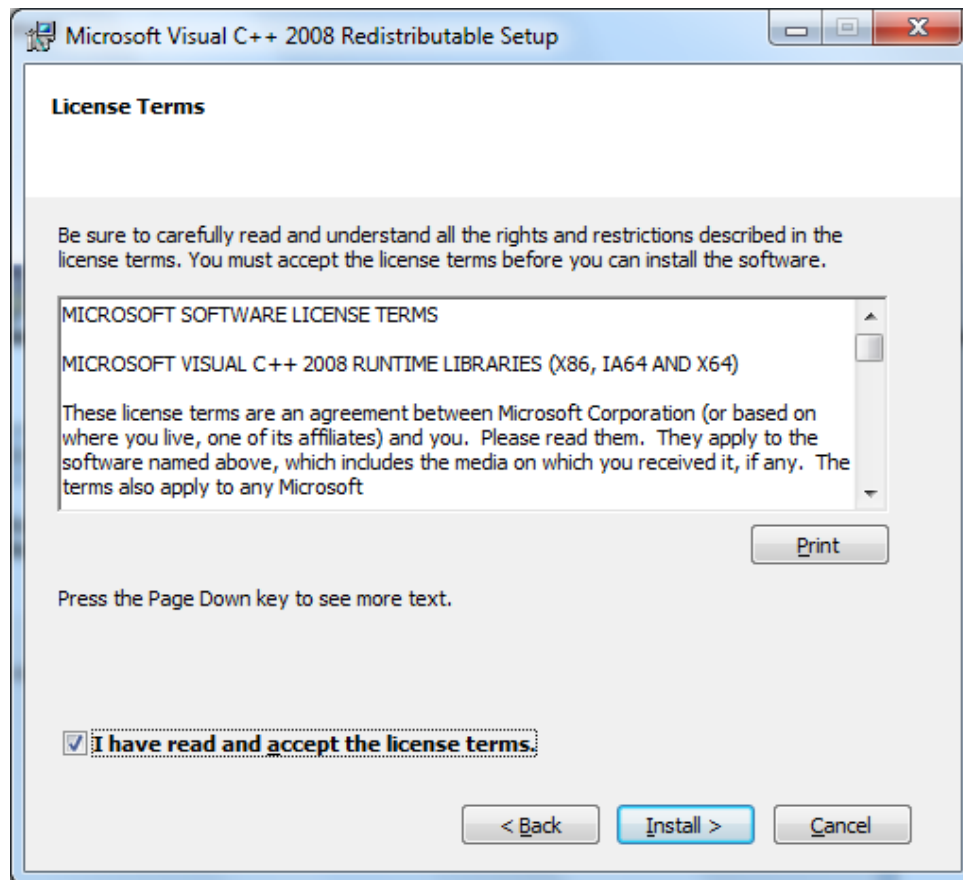 Microsoft Visual C++ 2008 Redistributable Setup
License Terms
Be sure to carefully read and understand all the rights and restrictions described in the
license terms. You must accept the license terms before you can install the software.
MICROSOFT SOFTWARE LICENSE TERMS
MICROSOFT VISUAL C++ 2008 RUNTIME LIBRARIES (X86, IA64 AND X64)
These license terms are an agreement between Microsoft Corporation (or based on
where you live, one of its affiliates) and you.  Please read them.  They apply to the
software named above, which includes the media on which you received it, if any.  The
terms also apply to any Microsoft
Print
Press the Page Down key to see more text.
I have read and accept the license terms.
< Back
Install >
Cancel